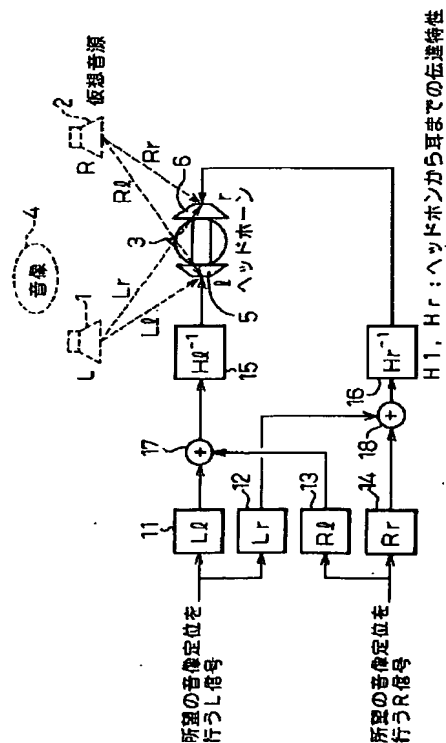 4
音像
1
L
2
R
仮想音源
Lr
Rℓ
Lℓ
Rr
3
6
ℓ
r
5
ヘッドホーン
17
+
Hℓ⁻¹
15
11
Lℓ
12
Lr
13
Rℓ
14
Rr
18
+
Hr⁻¹
16
所望の音像定位を
行うL信号
所望の音像定位を
行うR信号
H1, Hr:ヘッドホンから耳までの伝達特性